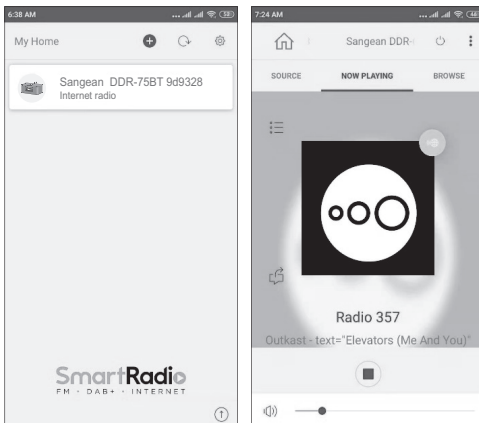 6:38 AM
58
My Home
Sangean DDR-75BT 9d9328
Internet radio
SmartRadio
FM · DAB+ · INTERNET
7:24 AM
Sangean DDR-
SOURCE
NOW PLAYING
BROWSE
Radio 357
Outkast - text="Elevators (Me And You)"